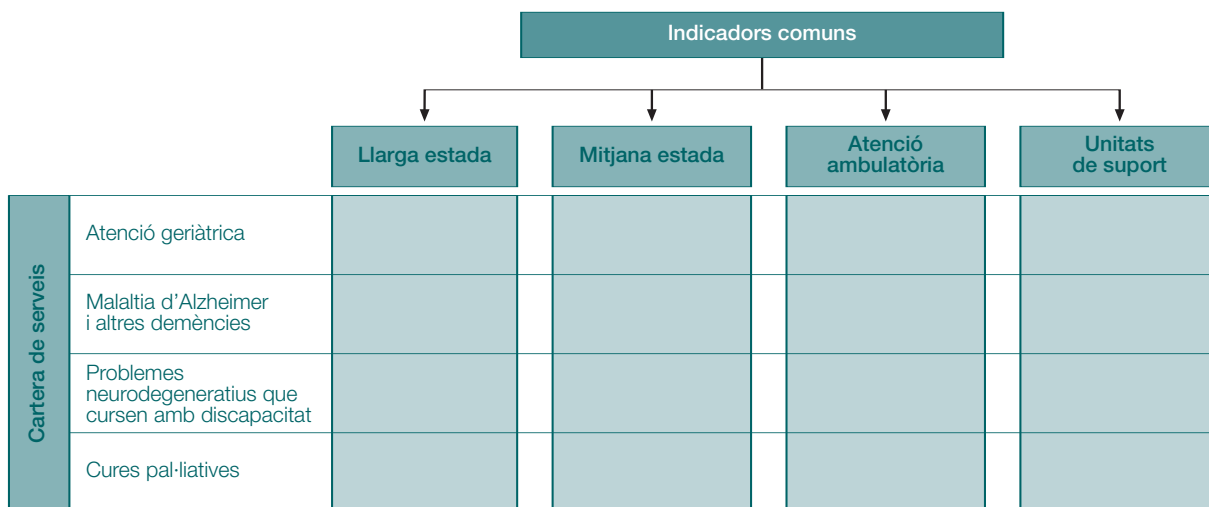 Indicadors comuns
Llarga estada
Mitjana estada
Atenció
ambulatòria
Unitats
de suport
Cartera de serveis
Atenció geriàtrica
Malaltia d’Alzheimer
i altres demències
Problemes
neurodegeneratius que
cursen amb discapacitat
Cures pal·liatives